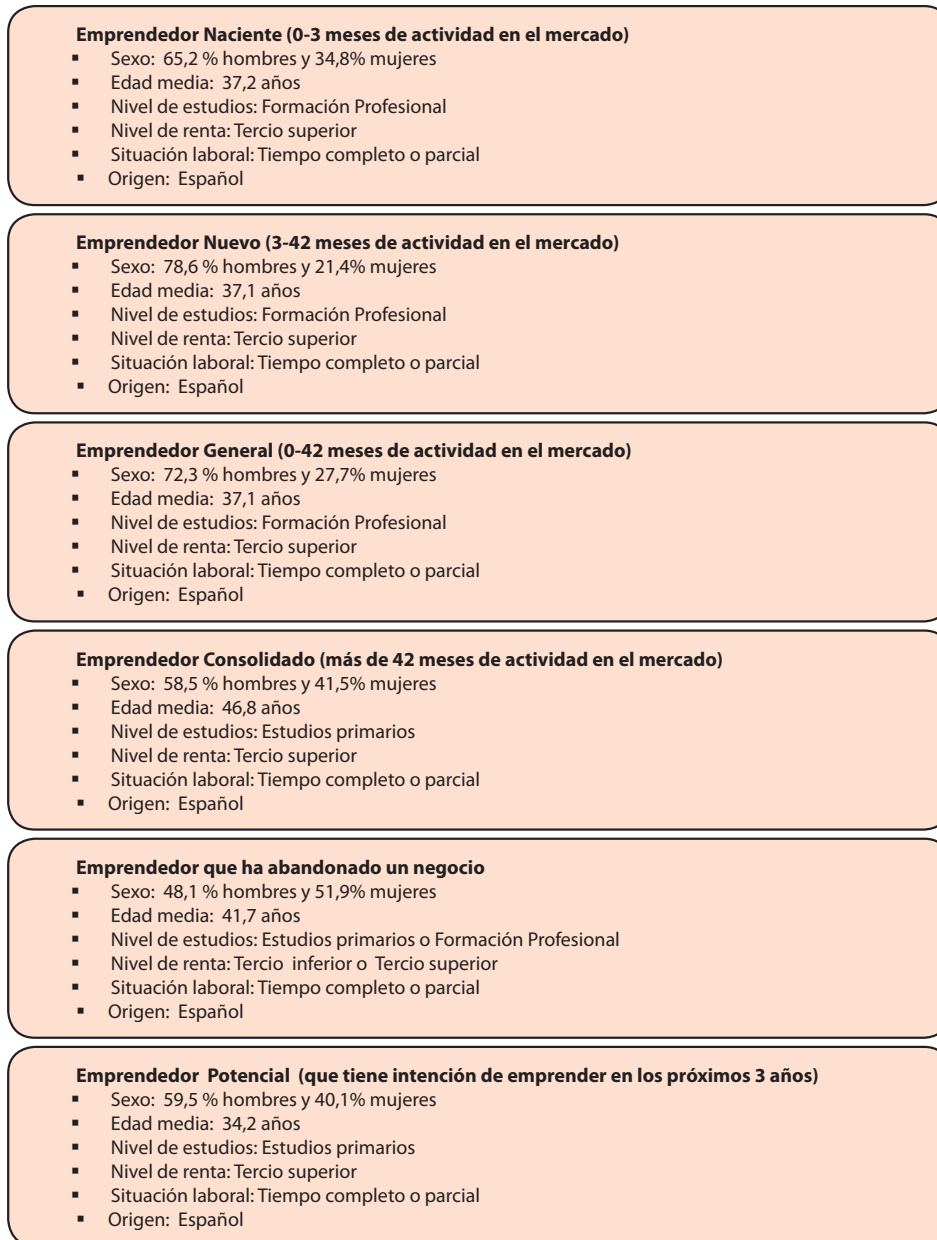 Emprendedor Naciente (0-3 meses de actividad en el mercado)
▪ Sexo: 65,2 % hombres y 34,8% mujeres
▪ Edad media: 37,2 años
▪ Nivel de estudios: Formación Profesional
▪ Nivel de renta: Tercio superior
▪ Situación laboral: Tiempo completo o parcial
▪ Origen: Español
Emprendedor Nuevo (3-42 meses de actividad en el mercado)
▪ Sexo: 78,6 % hombres y 21,4% mujeres
▪ Edad media: 37,1 años
▪ Nivel de estudios: Formación Profesional
▪ Nivel de renta: Tercio superior
▪ Situación laboral: Tiempo completo o parcial
▪ Origen: Español
Emprendedor General (0-42 meses de actividad en el mercado)
▪ Sexo: 72,3 % hombres y 27,7% mujeres
▪ Edad media: 37,1 años
▪ Nivel de estudios: Formación Profesional
▪ Nivel de renta: Tercio superior
▪ Situación laboral: Tiempo completo o parcial
▪ Origen: Español
Emprendedor Consolidado (más de 42 meses de actividad en el mercado)
▪ Sexo: 58,5 % hombres y 41,5% mujeres
▪ Edad media: 46,8 años
▪ Nivel de estudios: Estudios primarios
▪ Nivel de renta: Tercio superior
▪ Situación laboral: Tiempo completo o parcial
▪ Origen: Español
Emprendedor que ha abandonado un negocio
▪ Sexo: 48,1 % hombres y 51,9% mujeres
▪ Edad media: 41,7 años
▪ Nivel de estudios: Estudios primarios o Formación Profesional
▪ Nivel de renta: Tercio inferior o Tercio superior
▪ Situación laboral: Tiempo completo o parcial
▪ Origen: Español
Emprendedor Potencial (que tiene intención de emprender en los próximos 3 años)
▪ Sexo: 59,5 % hombres y 40,1% mujeres
▪ Edad media: 34,2 años
▪ Nivel de estudios: Estudios primarios
▪ Nivel de renta: Tercio superior
▪ Situación laboral: Tiempo completo o parcial
▪ Origen: Español